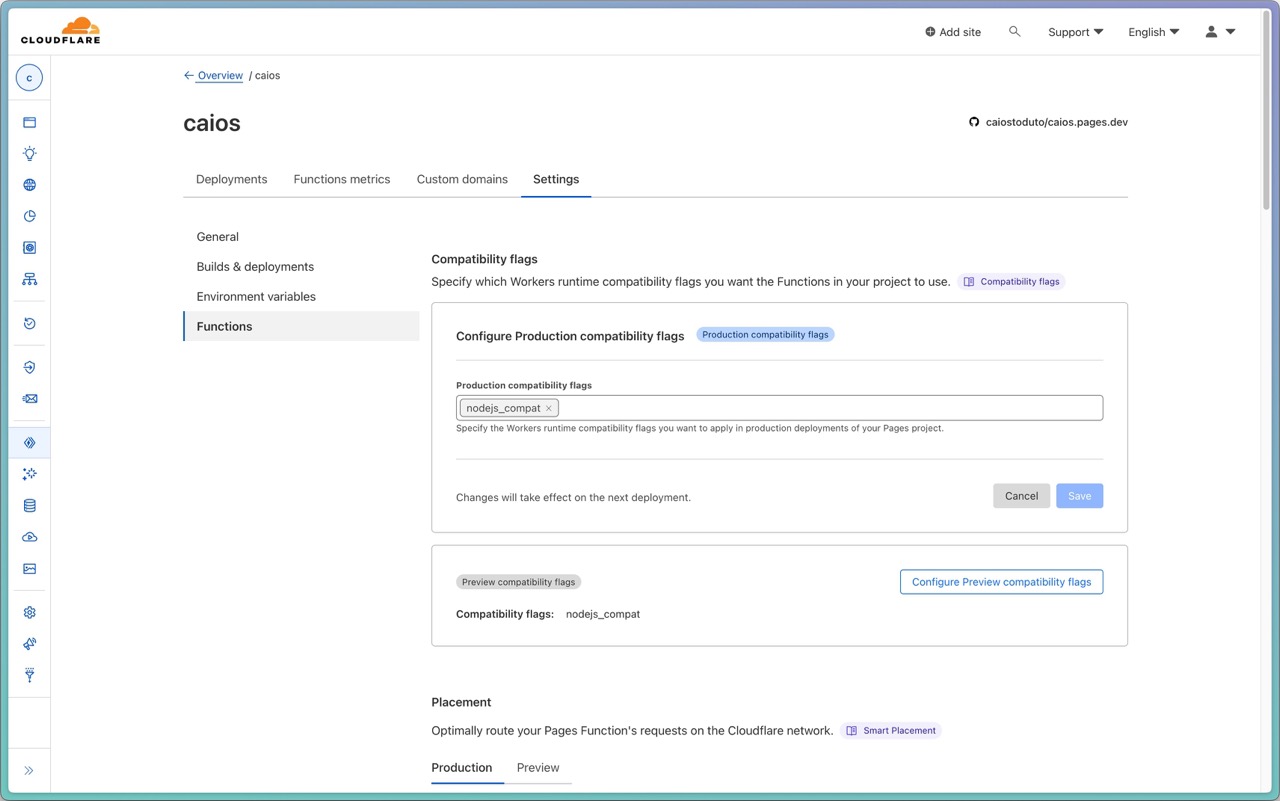 CLOUDFLARE
Add site
Support
English
c
Overview / caios
caios
caiostoduto/caios.pages.dev
Deployments
Functions metrics
Custom domains
Settings
General
Builds & deployments
Environment variables
Functions
Compatibility flags
Specify which Workers runtime compatibility flags you want the Functions in your project to use. Compatibility flags
Configure Production compatibility flags Production compatibility flags
Production compatibility flags
nodejs_compat ×
Specify the Workers runtime compatibility flags you want to apply in production deployments of your Pages project.
Changes will take effect on the next deployment.
Cancel
Save
Preview compatibility flags
Configure Preview compatibility flags
Compatibility flags: nodejs_compat
Placement
Optimally route your Pages Function's requests on the Cloudflare network. Smart Placement
Production
Preview